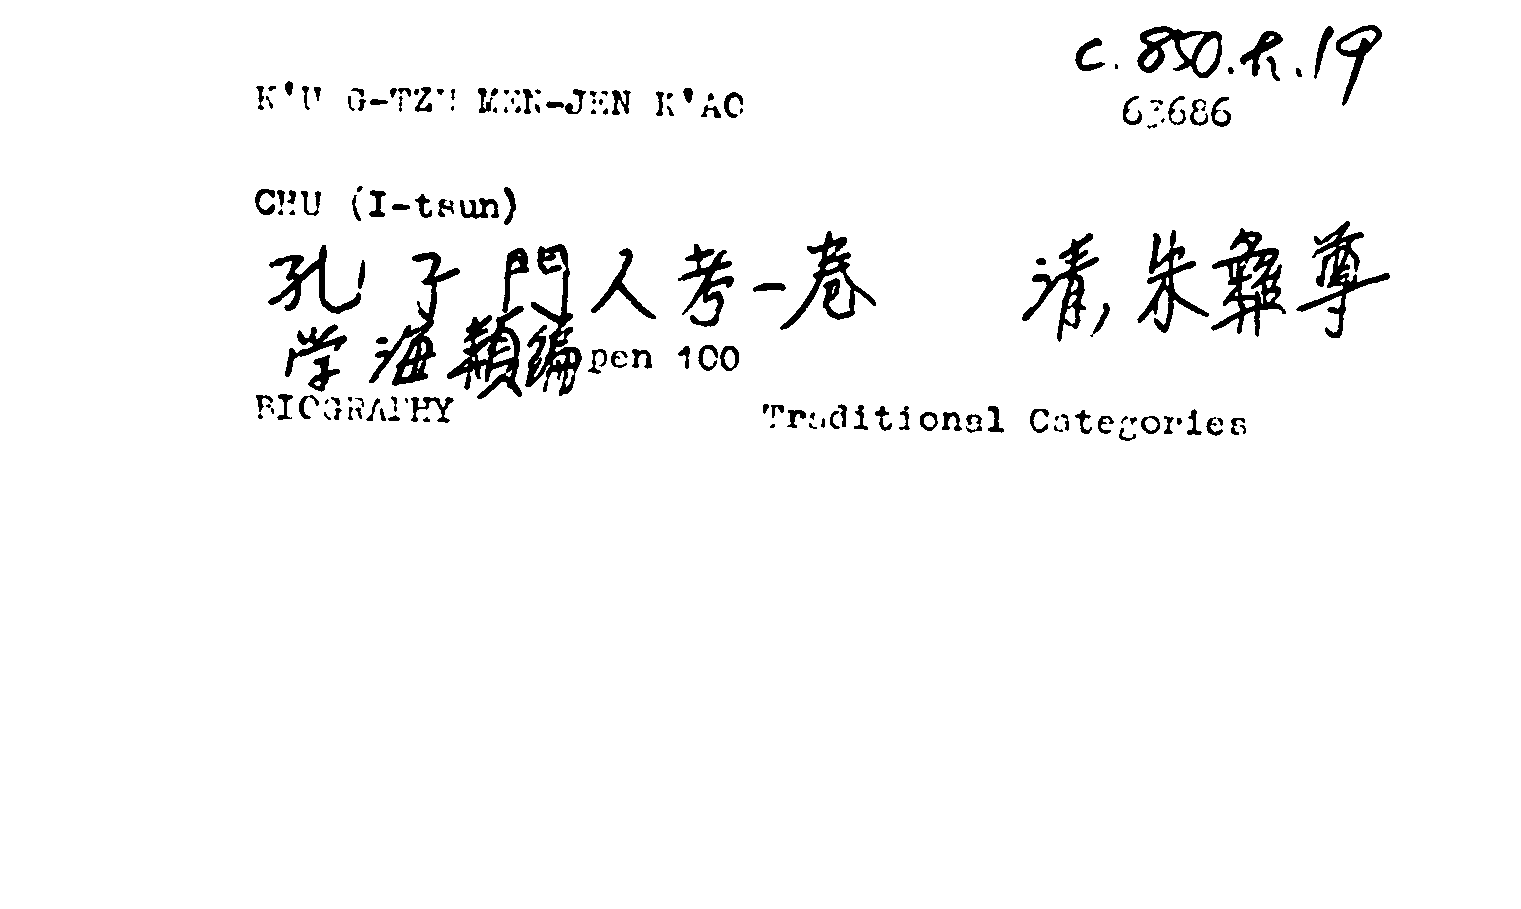 c. 850.h.19
K'UNG-TZU MEN-JEN K'AO
63686
CHU (I-tsun)
孔子門人考一卷 清,朱彝尊
学海類編 pen 100
BIOGRAPHY Traditional Categories